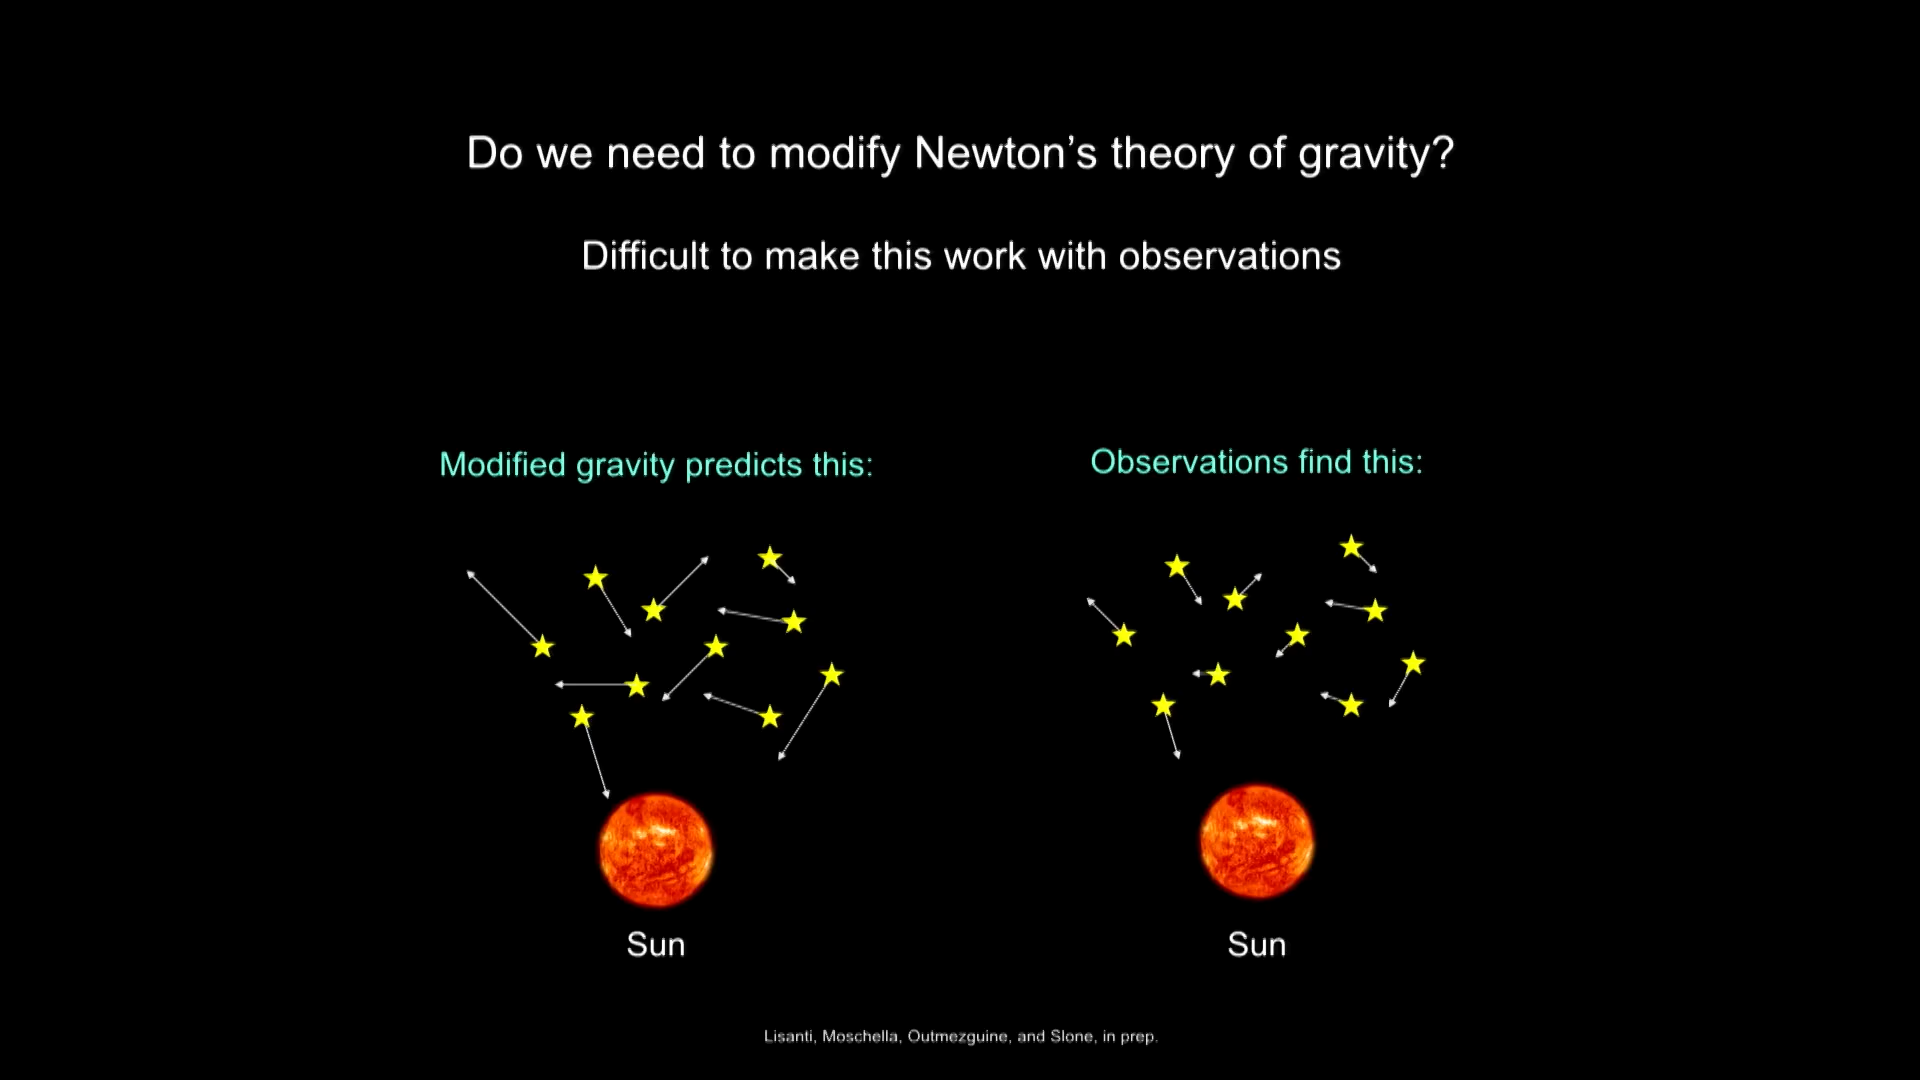 Do we need to modify Newton’s theory of gravity?
Difficult to make this work with observations
Modified gravity predicts this:
Observations find this:
Sun
Sun
Lisanti, Moschella, Outmezguine, and Slone, in prep.